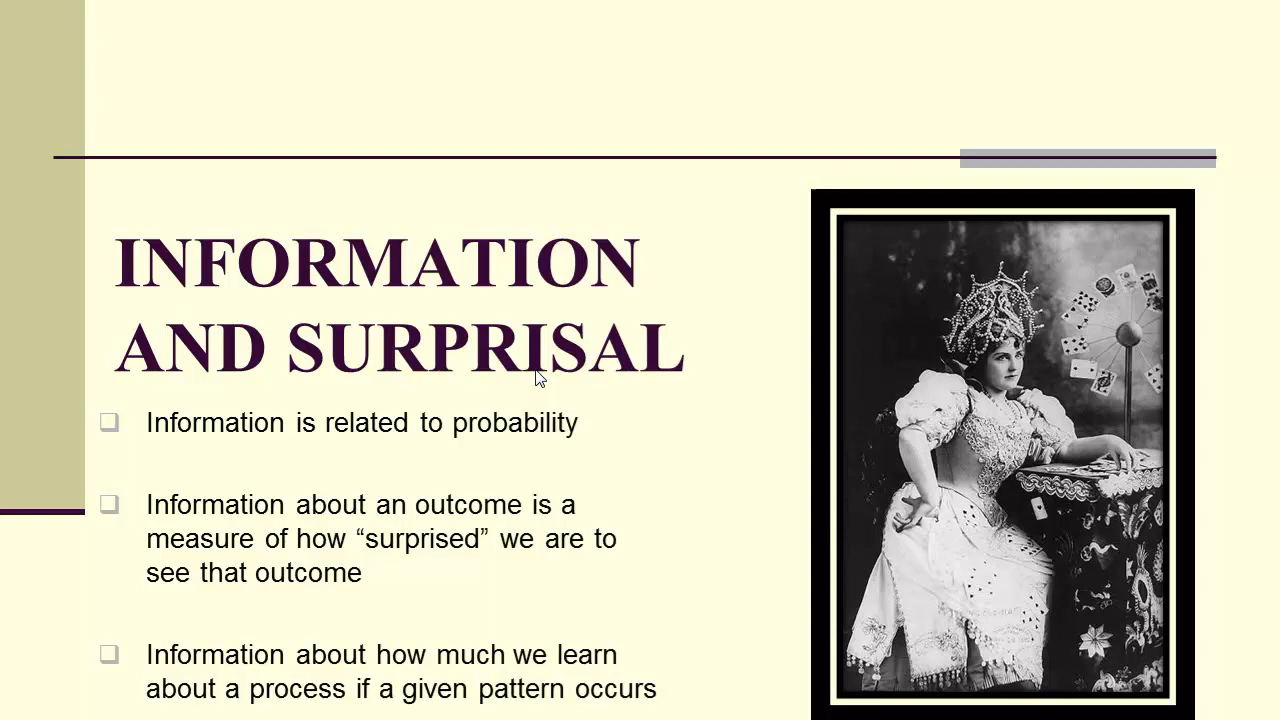 INFORMATION
AND SURPRISAL
Information is related to probability
Information about an outcome is a
measure of how “surprised” we are to
see that outcome
Information about how much we learn
about a process if a given pattern occurs